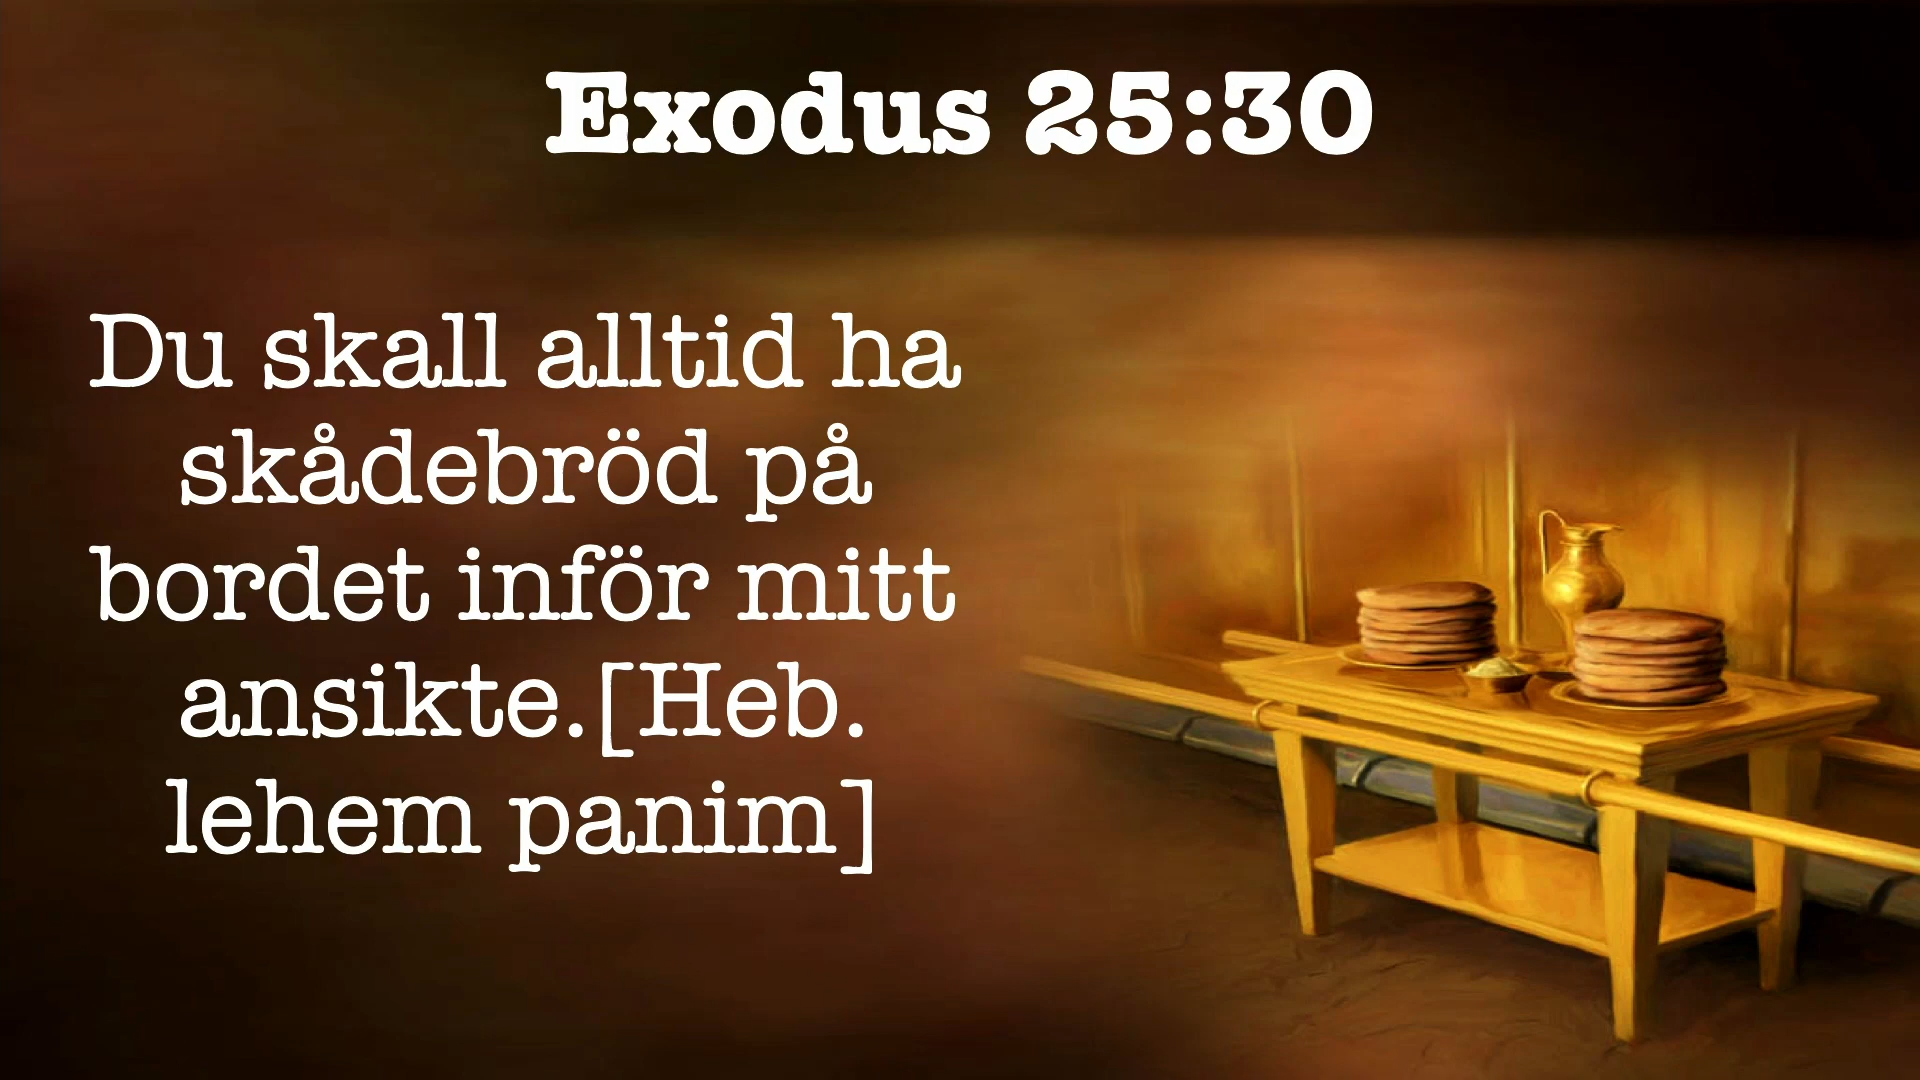 Exodus 25:30
Du skall alltid ha
skådebröd på
bordet inför mitt
ansikte.[Heb.
lehem panim]